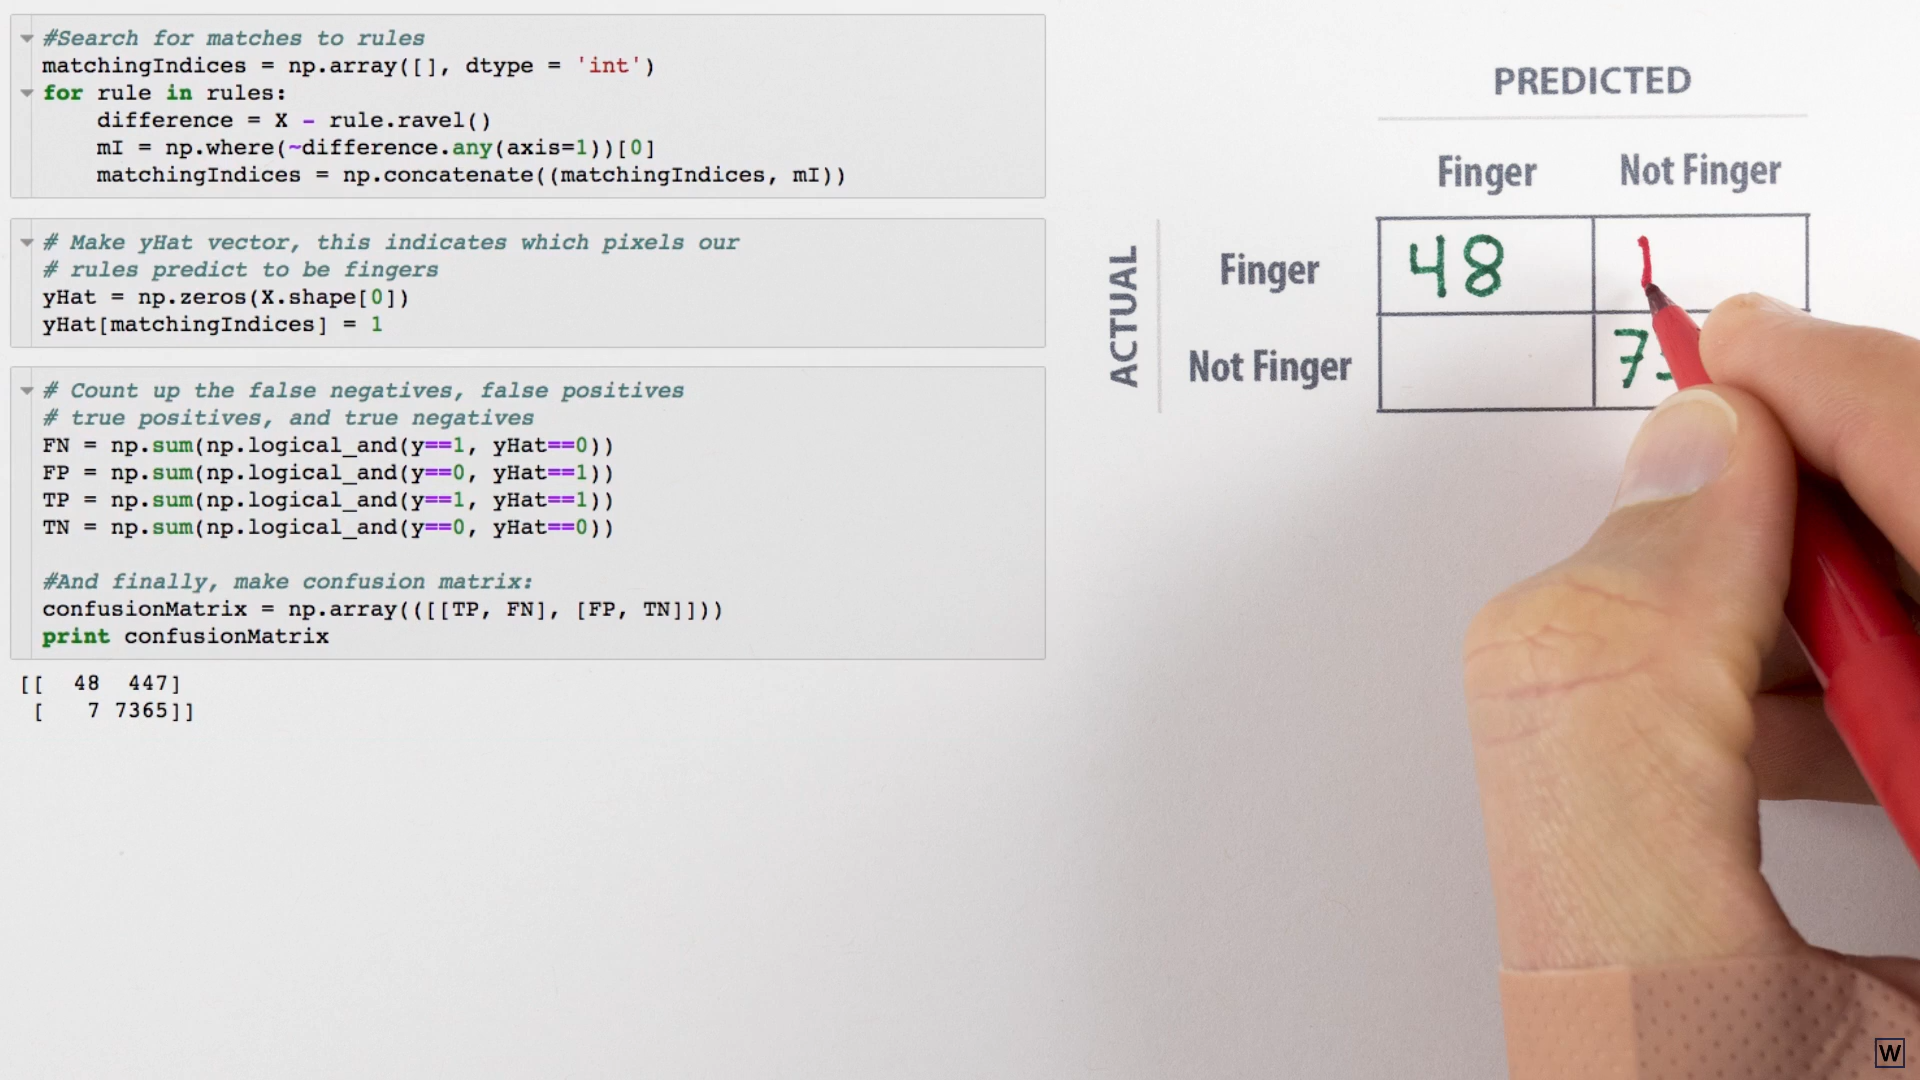 #Search for matches to rules
matchingIndices = np.array([], dtype = 'int')
for rule in rules:
    difference = X - rule.ravel()
    mI = np.where(~difference.any(axis=1))[0]
    matchingIndices = np.concatenate((matchingIndices, mI))
# Make yHat vector, this indicates which pixels our
# rules predict to be fingers
yHat = np.zeros(X.shape[0])
yHat[matchingIndices] = 1
# Count up the false negatives, false positives
# true positives, and true negatives
FN = np.sum(np.logical_and(y==1, yHat==0))
FP = np.sum(np.logical_and(y==0, yHat==1))
TP = np.sum(np.logical_and(y==1, yHat==1))
TN = np.sum(np.logical_and(y==0, yHat==0))
#And finally, make confusion matrix:
confusionMatrix = np.array(([[TP, FN], [FP, TN]]))
print confusionMatrix
[[  48  447]
 [   7 7365]]
PREDICTED
Finger Not Finger
ACTUAL
Finger 48
Not Finger 7
W